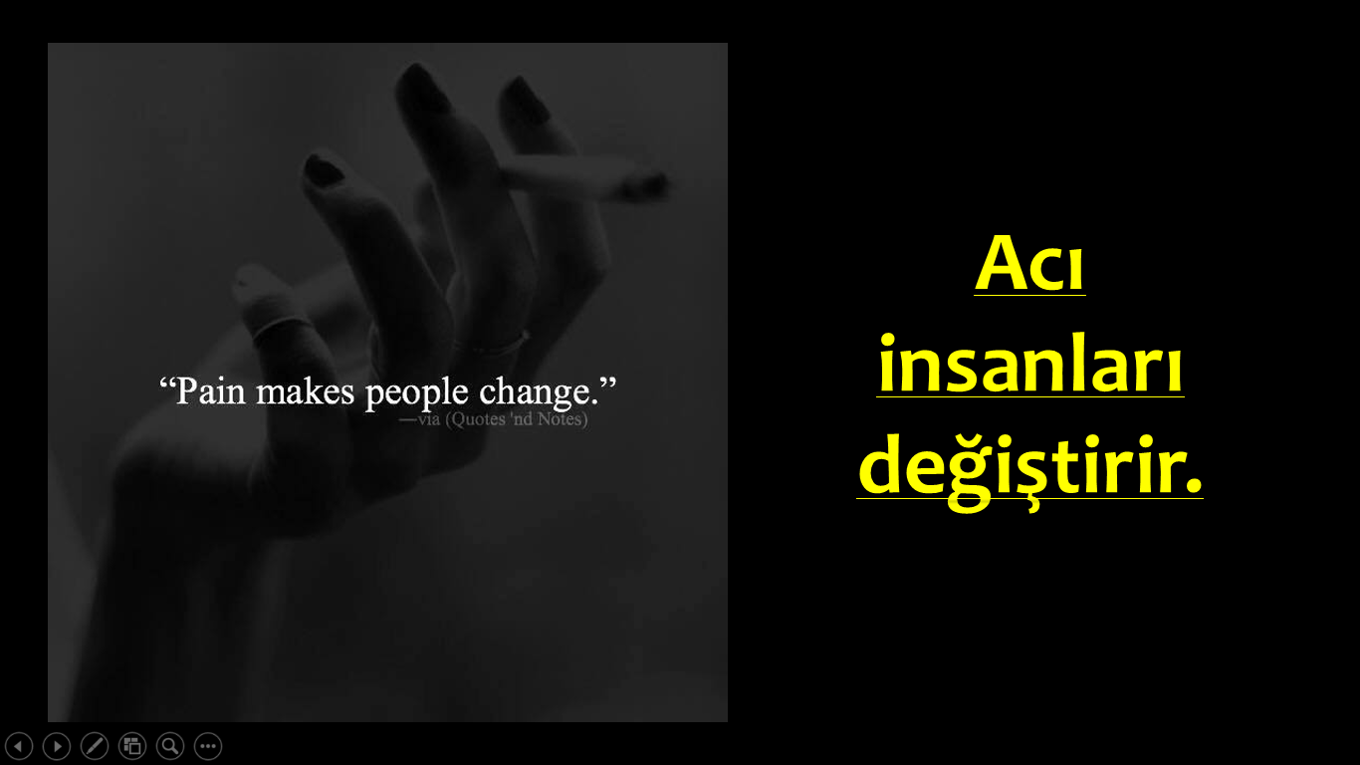 “Pain makes people change.”
—via (Quotes 'nd Notes)
Acı
insanları
değiştirir.